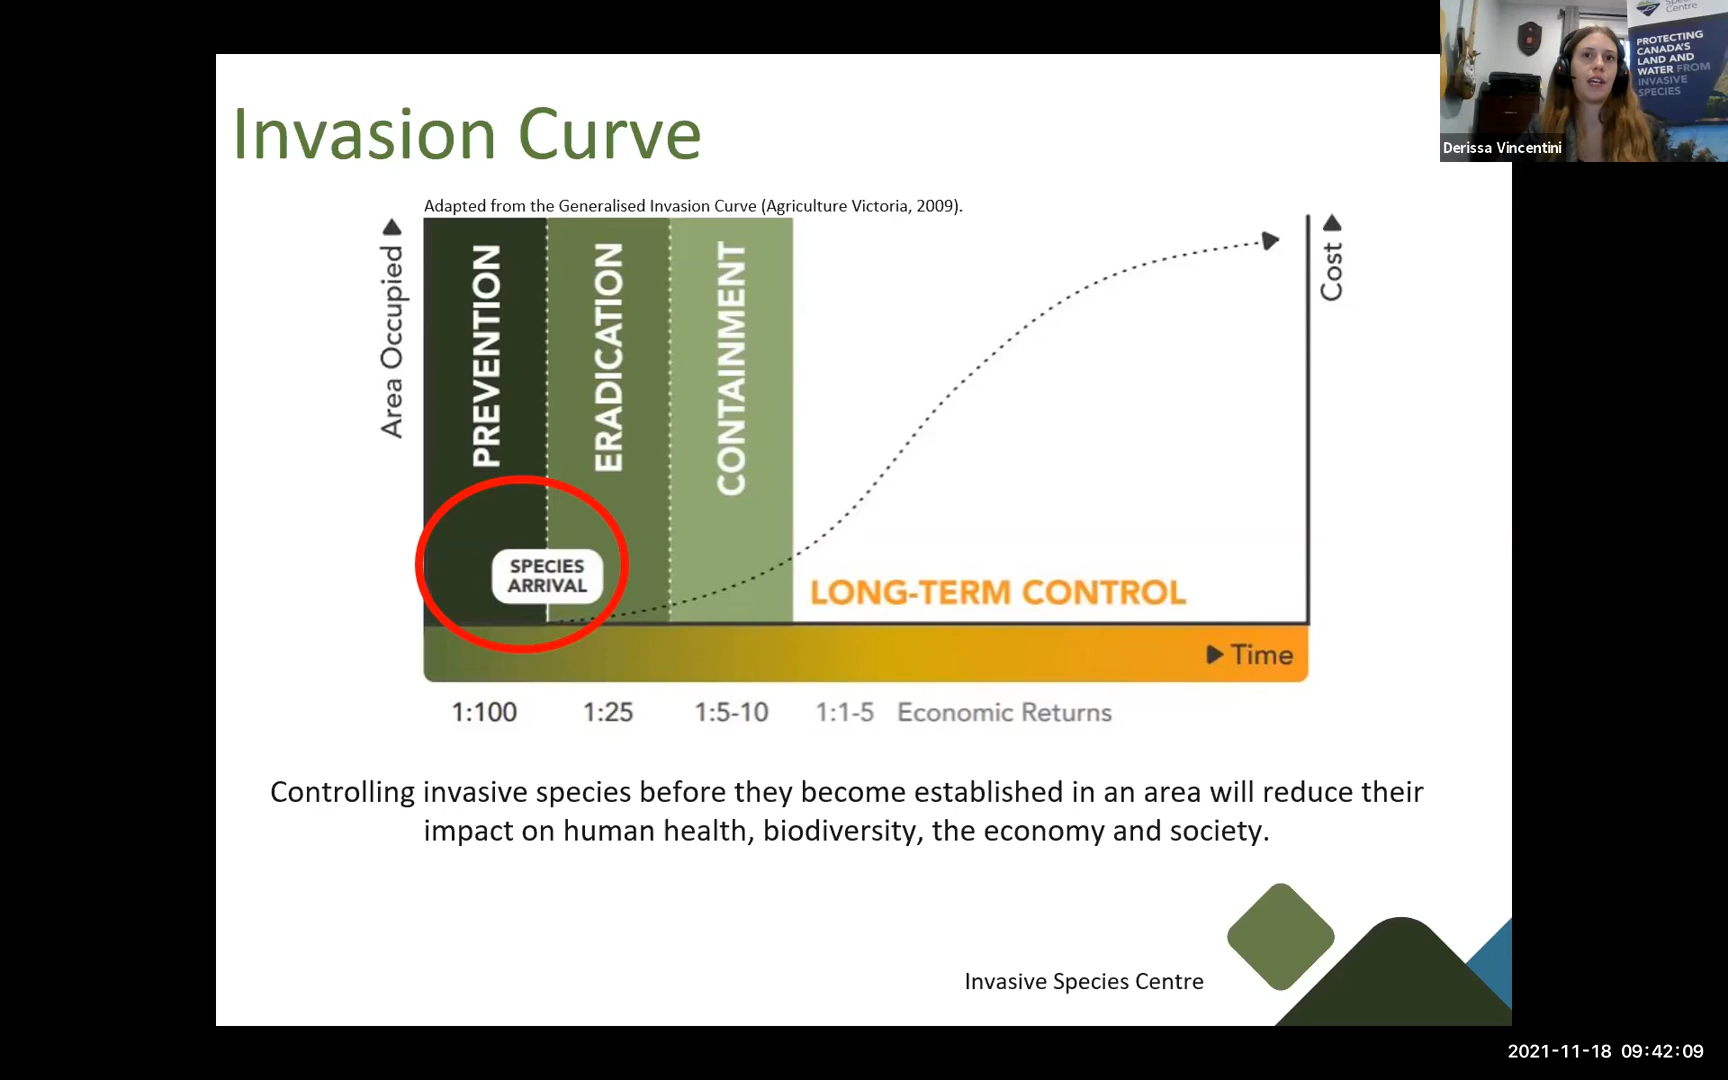 Species
Centre
PROTECTING
CANADA'S
LAND AND
WATER FROM
INVASIVE
SPECIES
Derissa Vincentini
Invasion Curve
Adapted from the Generalised Invasion Curve (Agriculture Victoria, 2009).
Area Occupied
PREVENTION
ERADICATION
CONTAINMENT
Cost
SPECIES
ARRIVAL
LONG-TERM CONTROL
Time
1:100 1:25 1:5-10 1:1-5 Economic Returns
Controlling invasive species before they become established in an area will reduce their
impact on human health, biodiversity, the economy and society.
Invasive Species Centre
2021-11-18 09:42:09